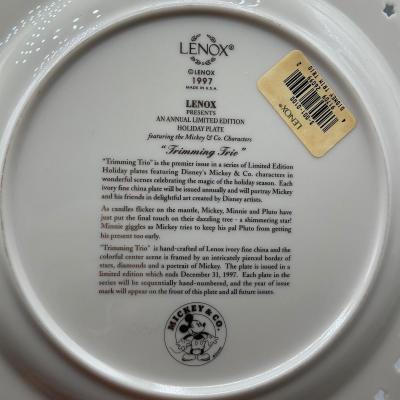 LENOX®
©LENOX
1997
MADE IN U.S.A.
LENOX
PRESENTS
AN ANNUAL LIMITED EDITION
HOLIDAY PLATE
featuring the Mickey & Co. Characters
"Trimming Trio"
"Trimming Trio" is the premier issue in a series of Limited Edition
Holiday plates featuring Disney's Mickey & Co. characters in
wonderful scenes celebrating the magic of the holiday season. Each
ivory fine china plate will be issued annually and will portray Mickey
and his friends in delightful art created by Disney artists.
As candles flicker on the mantle, Mickey, Minnie and Pluto have
just put the final touch on their dazzling tree - a shimmering star!
Minnie giggles as Mickey tries to keep his pal Pluto from getting
his present too early.
"Trimming Trio" is hand-crafted of Lenox ivory fine china and the
colorful center scene is framed by an intricately pierced border of
stars, diamonds and a portrait of Mickey. The plate is issued in a
limited edition which ends December 31, 1997. Each plate in the
series will be sequentially hand-numbered, and the year of issue
mark will appear on the front of this plate and all future issues.
MICKEY & CO.
LENOX®